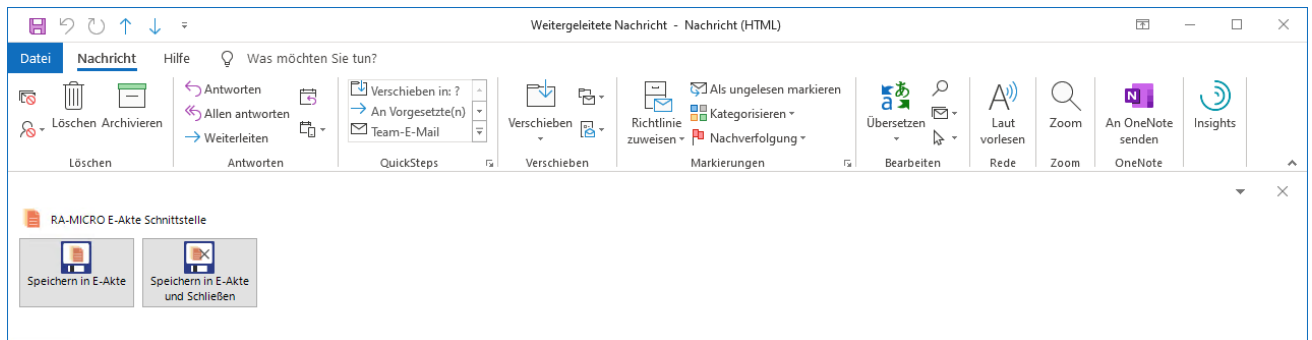 Weitergeleitete Nachricht - Nachricht (HTML)
Datei Nachricht Hilfe Was möchten Sie tun?
Löschen Archivieren
Löschen
Antworten
Allen antworten
Weiterleiten
Antworten
Verschieben in: ?
An Vorgesetzte(n)
Team-E-Mail
QuickSteps
Verschieben
Verschieben
Richtlinie
zuweisen
Als ungelesen markieren
Kategorisieren
Nachverfolgung
Markierungen
Übersetzen
Bearbeiten
Laut
vorlesen
Rede
Zoom
Zoom
An OneNote
senden
OneNote
Insights
RA-MICRO E-Akte Schnittstelle
Speichern in E-Akte
Speichern in E-Akte
und Schließen